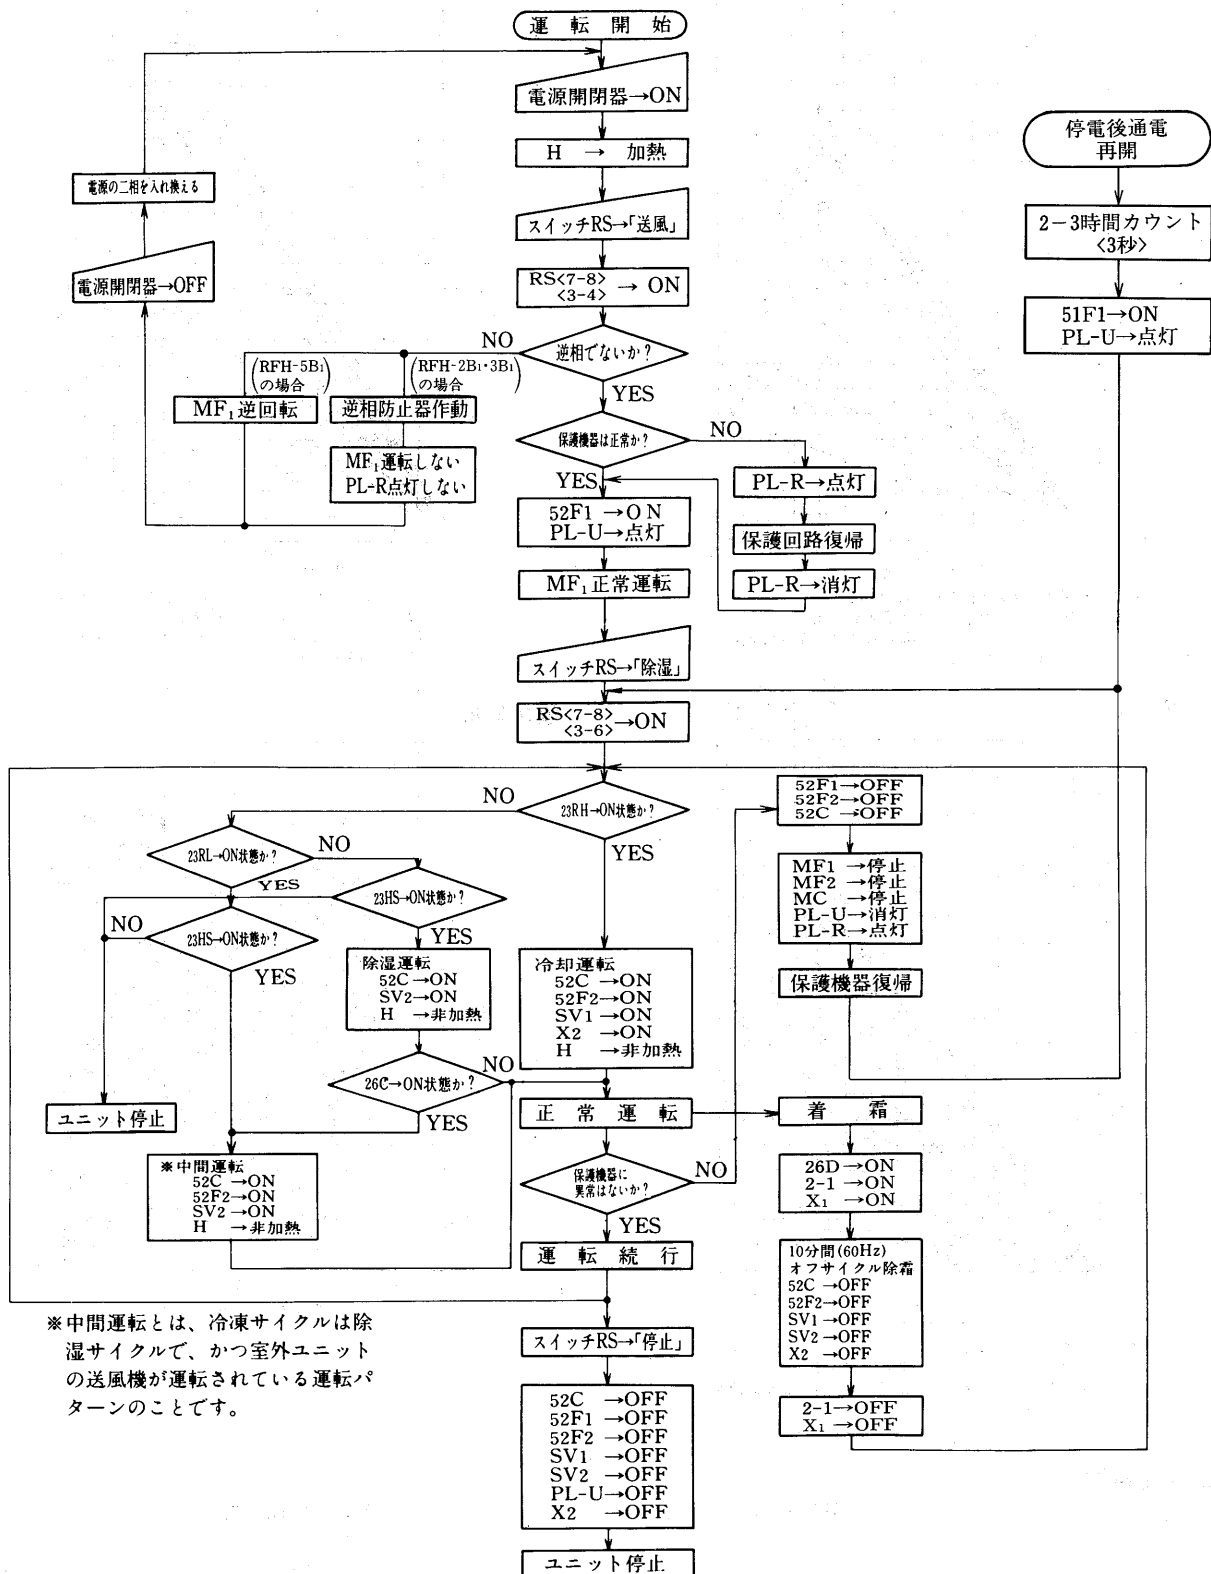 運転開始
電源開閉器→ON
H → 加熱
スイッチRS→「送風」
RS<7-8>
<3-4> → ON
逆相でないか？
NO
YES
電源の二相を入れ換える
電源開閉器→OFF
(RFH-5B₁
の場合)
(RFH-2B₁・3B₁
の場合)
MF₁逆回転
逆相防止器作動
MF₁運転しない
PL-R点灯しない
保護機器は正常か？
NO
YES
PL-R→点灯
保護回路復帰
PL-R→消灯
52F1 →ON
PL-U→点灯
MF₁正常運転
スイッチRS→「除湿」
RS<7-8>
<3-6> →ON
停電後通電
再開
2-3時間カウント
<3秒>
51F1→ON
PL-U→点灯
23RH→ON状態か？
NO
YES
23RL→ON状態か？
NO
YES
23HS→ON状態か？
YES
23HS→ON状態か？
NO
YES
除湿運転
52C →ON
SV2→ON
H →非加熱
冷却運転
52C →ON
52F2→ON
SV1→ON
X2 →ON
H →非加熱
26C→ON状態か？
NO
YES
ユニット停止
※中間運転
52C →ON
52F2→ON
SV2→ON
H →非加熱
正常運転
保護機器に
異常はないか？
NO
YES
運転続行
52F1→OFF
52F2→OFF
52C→OFF
MF1 →停止
MF2 →停止
MC →停止
PL-U→消灯
PL-R→点灯
保護機器復帰
着霜
26D→ON
2-1→ON
X₁→ON
10分間(60Hz)
オフサイクル除霜
52C →OFF
52F2→OFF
SV1→OFF
SV2→OFF
X2 →OFF
2-1→OFF
X₁→OFF
※中間運転とは、冷凍サイクルは除
湿サイクルで、かつ室外ユニット
の送風機が運転されている運転パ
ターンのことです。
スイッチRS→「停止」
52C →OFF
52F1 →OFF
52F2 →OFF
SV1 →OFF
SV2 →OFF
PL-U→OFF
X2 →OFF
ユニット停止